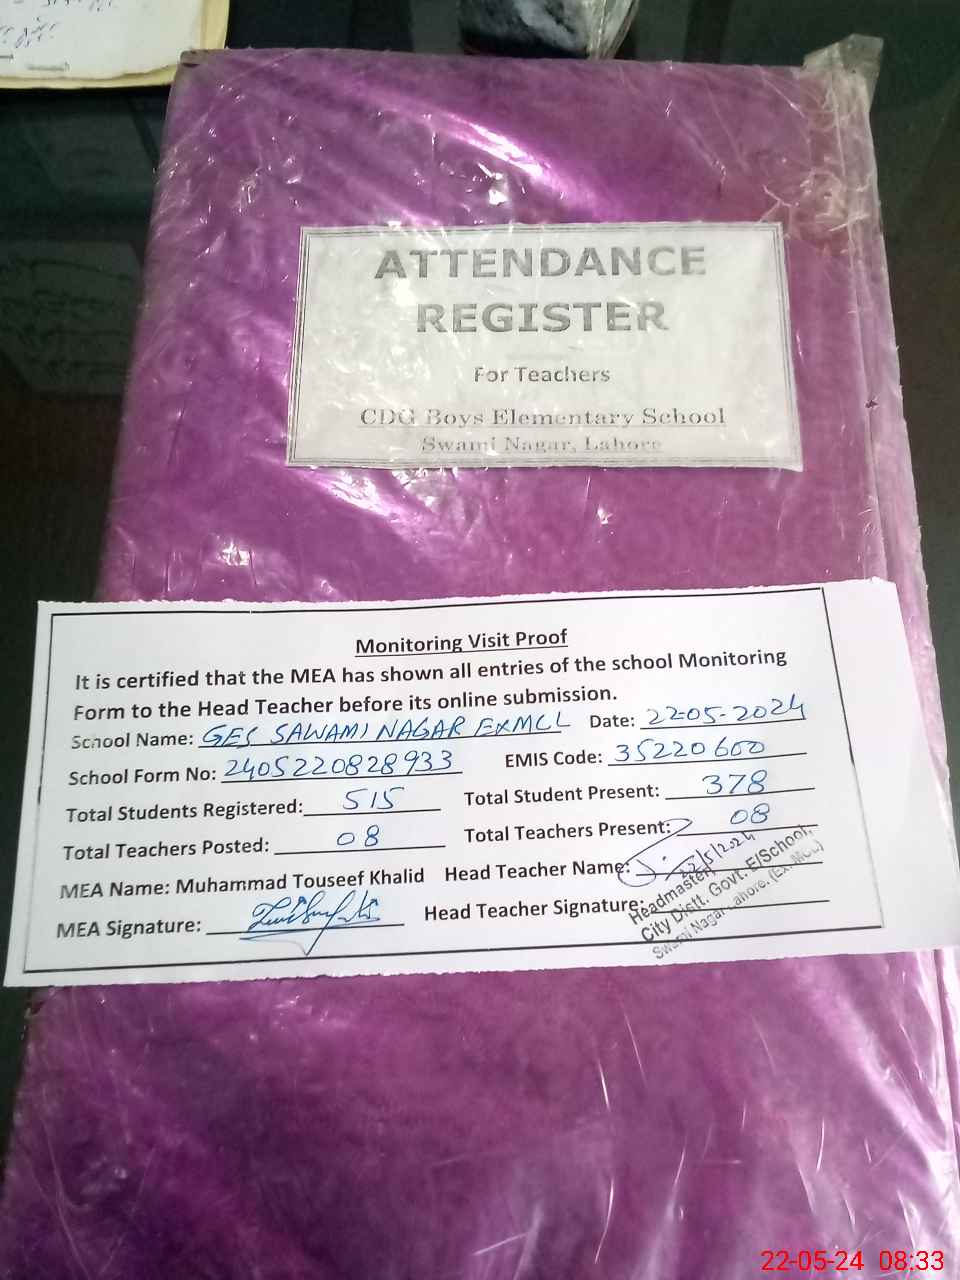 ATTENDANCE
REGISTER
For Teachers
CDG Boys Elementary School
Swami Nagar, Lahore
Monitoring Visit Proof
It is certified that the MEA has shown all entries of the school Monitoring
Form to the Head Teacher before its online submission.
School Name: GES SAWAMI NAGAR EXMCL Date: 22-05-2024
School Form No: 2405220828933 EMIS Code: 35220600
Total Students Registered: 515 Total Student Present: 378
Total Teachers Posted: 08 Total Teachers Present: 08
MEA Name: Muhammad Touseef Khalid Head Teacher Name:
22/5/2024
MEA Signature: Head Teacher Signature:
Headmaster
City Distt. Govt. E/School,
Swami Nagar Lahore. (Ex-MCL)
22-05-24 08:33